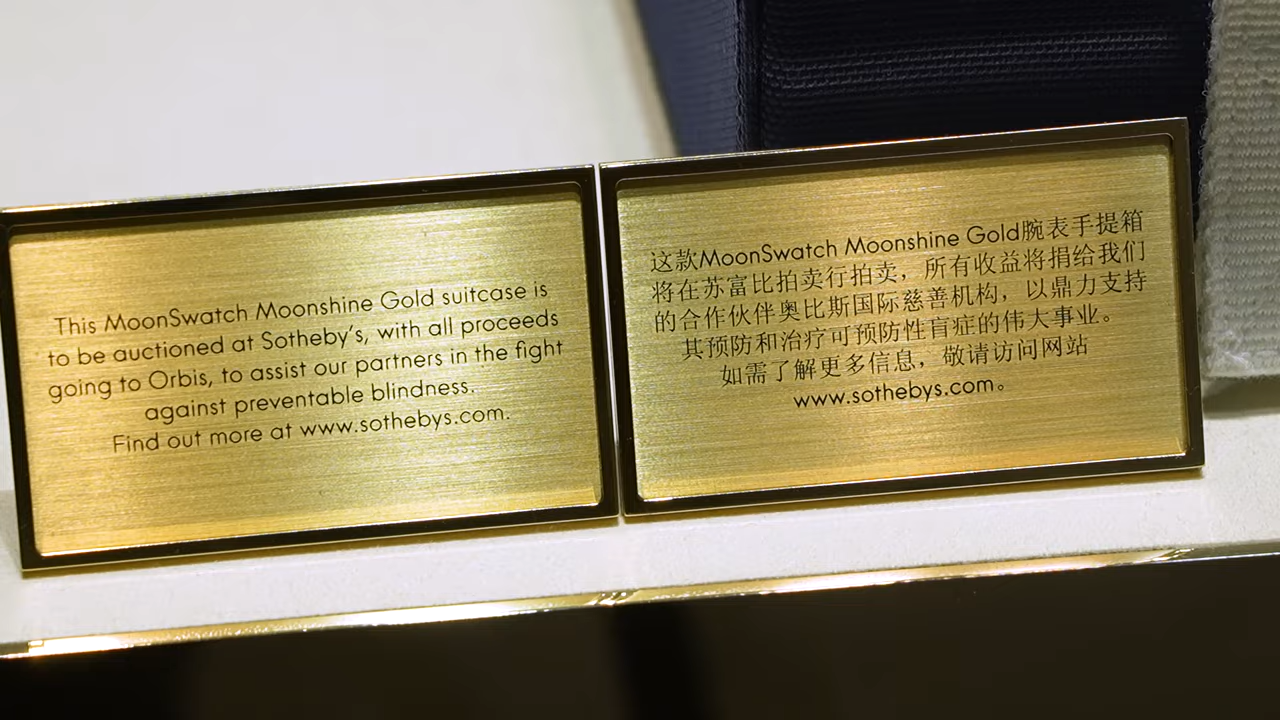 This MoonSwatch Moonshine Gold suitcase is
to be auctioned at Sotheby's, with all proceeds
going to Orbis, to assist our partners in the fight
against preventable blindness.
Find out more at www.sothebys.com.
这款MoonSwatch Moonshine Gold腕表手提箱
将在苏富比拍卖行拍卖，所有收益将捐给我们
的合作伙伴奥比斯国际慈善机构，以鼎力支持
其预防和治疗可预防性盲症的伟大事业。
如需了解更多信息，敬请访问网站
www.sothebys.com。